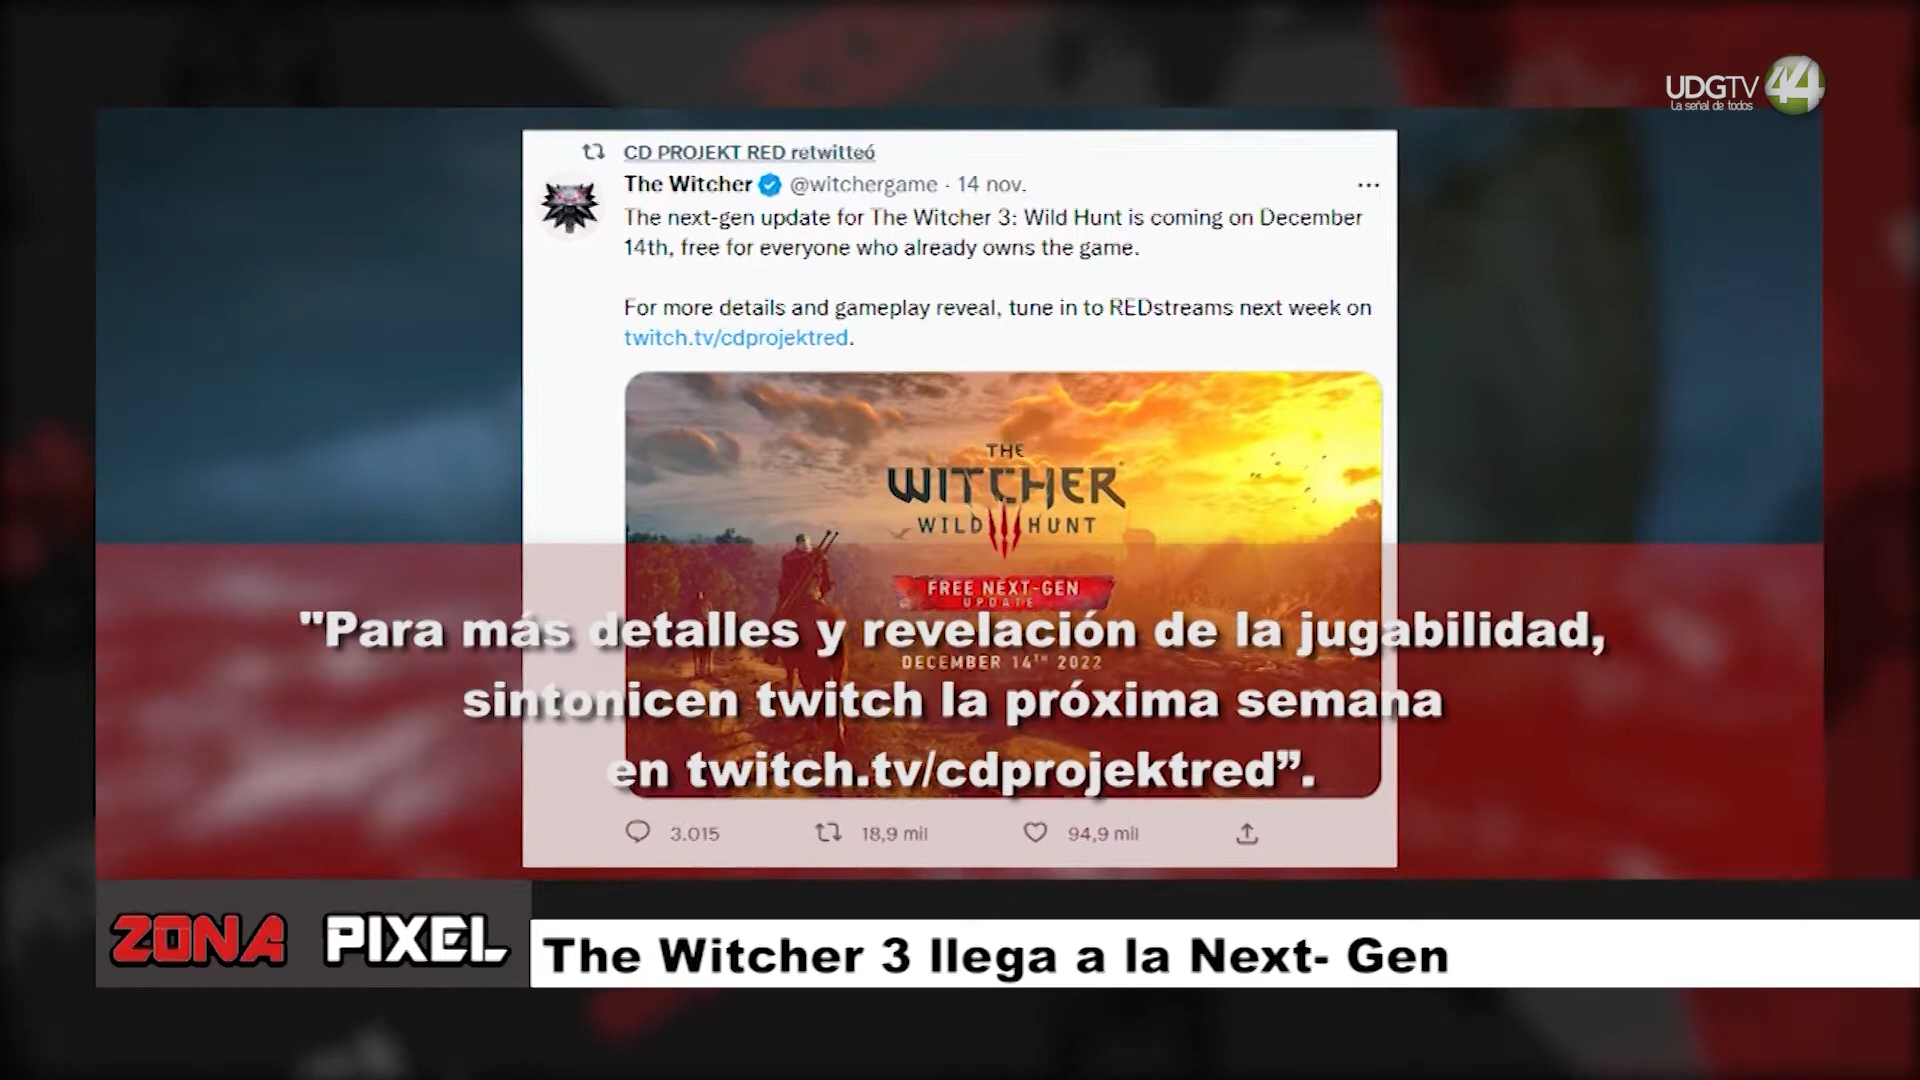 UDGTV 44
La señal de todos
CD PROJEKT RED retwitteó
The Witcher @witchergame · 14 nov.
The next-gen update for The Witcher 3: Wild Hunt is coming on December
14th, free for everyone who already owns the game.
For more details and gameplay reveal, tune in to REDstreams next week on
twitch.tv/cdprojektred.
THE
WITCHER
WILD III HUNT
FREE NEXT-GEN
UPDATE
DECEMBER 14TH 2022
"Para más detalles y revelación de la jugabilidad,
sintonicen twitch la próxima semana
en twitch.tv/cdprojektred”.
3.015 18,9 mil 94,9 mil
ZONA PIXEL
The Witcher 3 llega a la Next- Gen